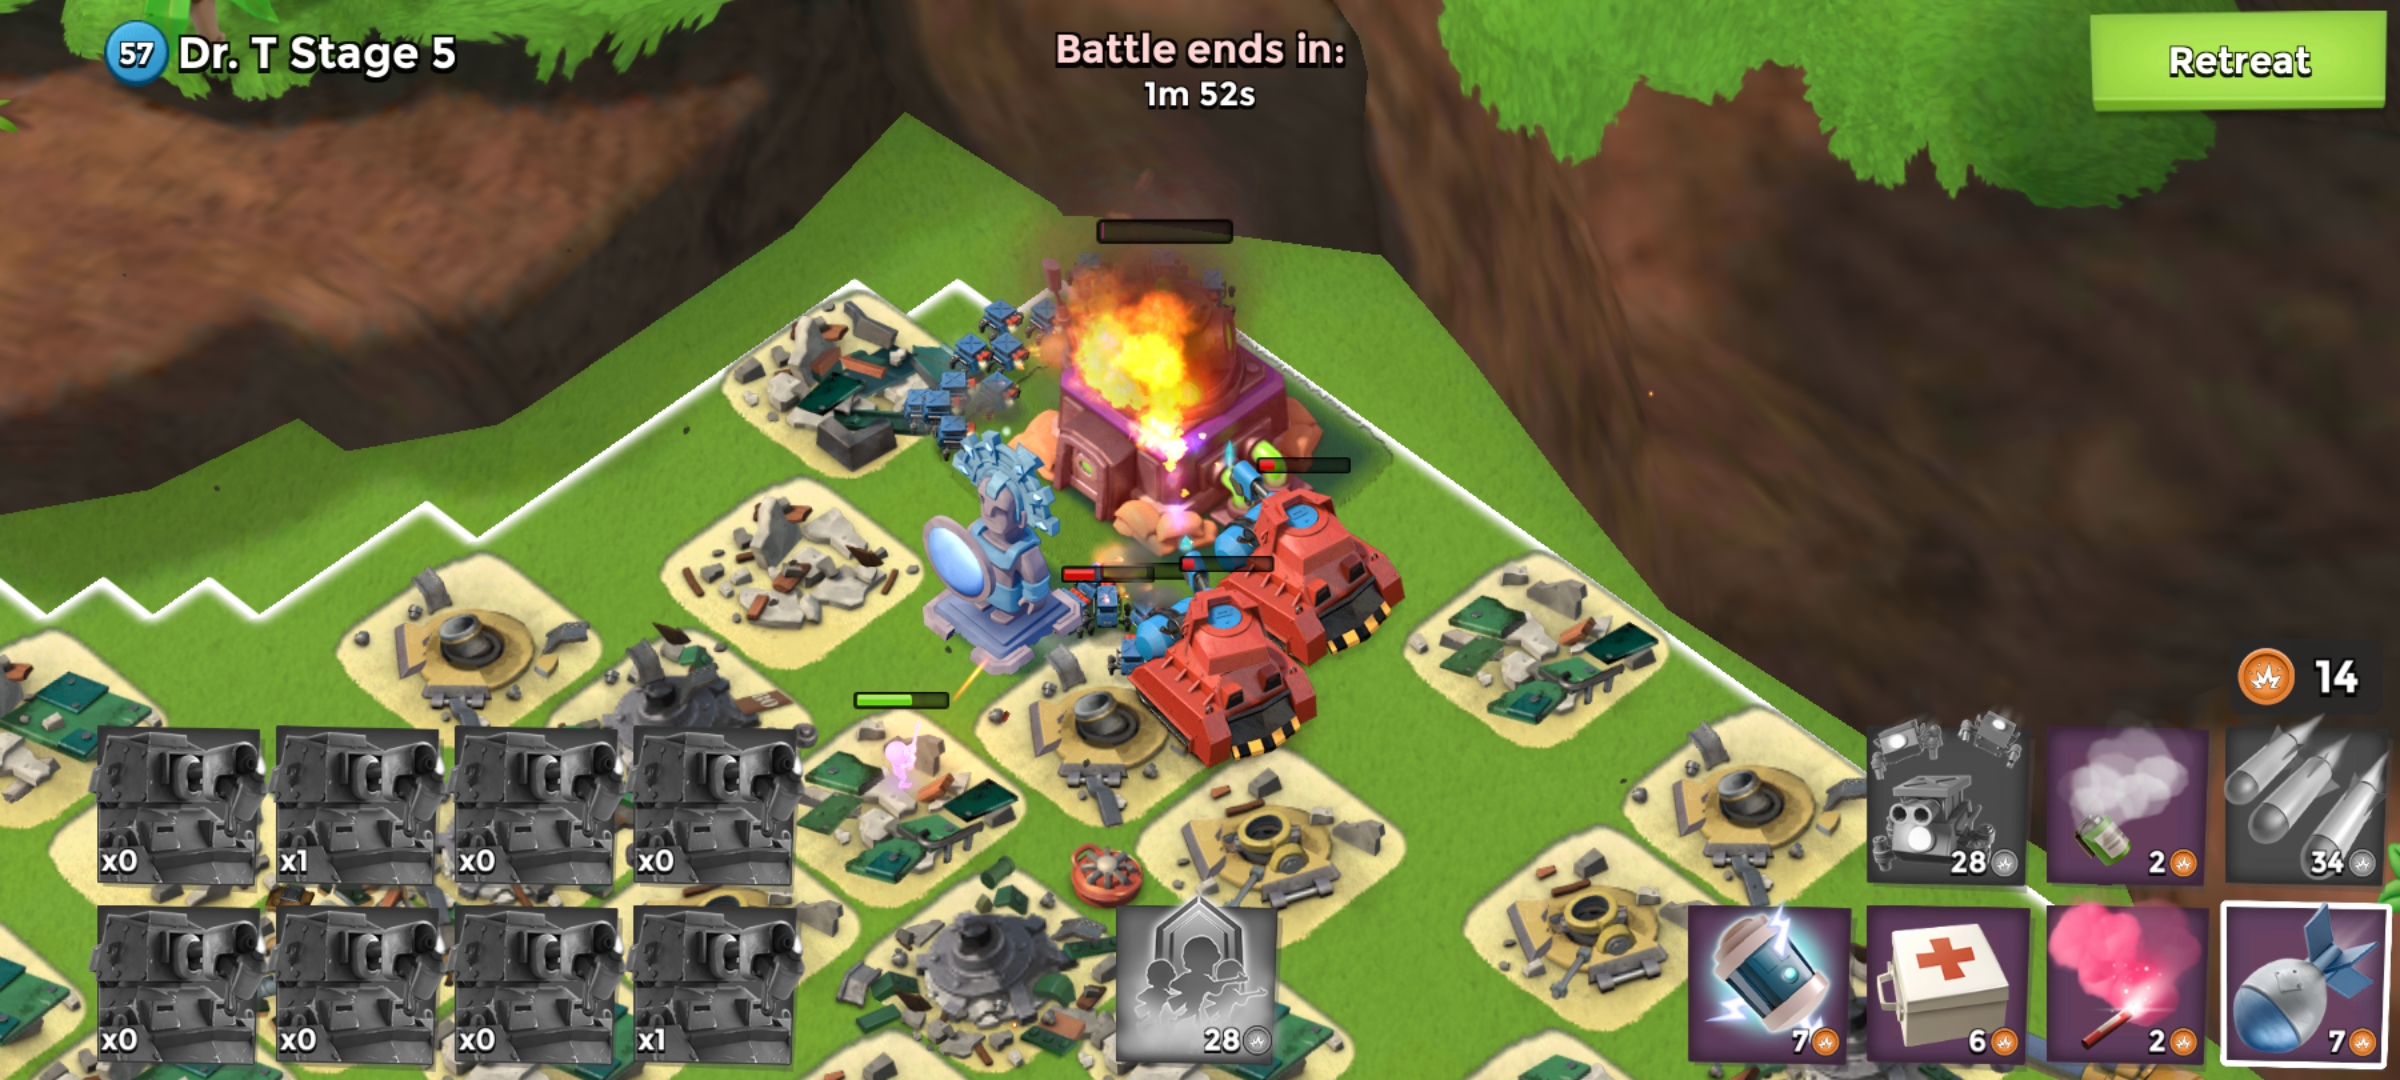 57 Dr. T Stage 5
Battle ends in:
1m 52s
Retreat
14
x0 x1 x0 x0
28 2 34
x0 x0 x0 x1
28 7 6 2 7